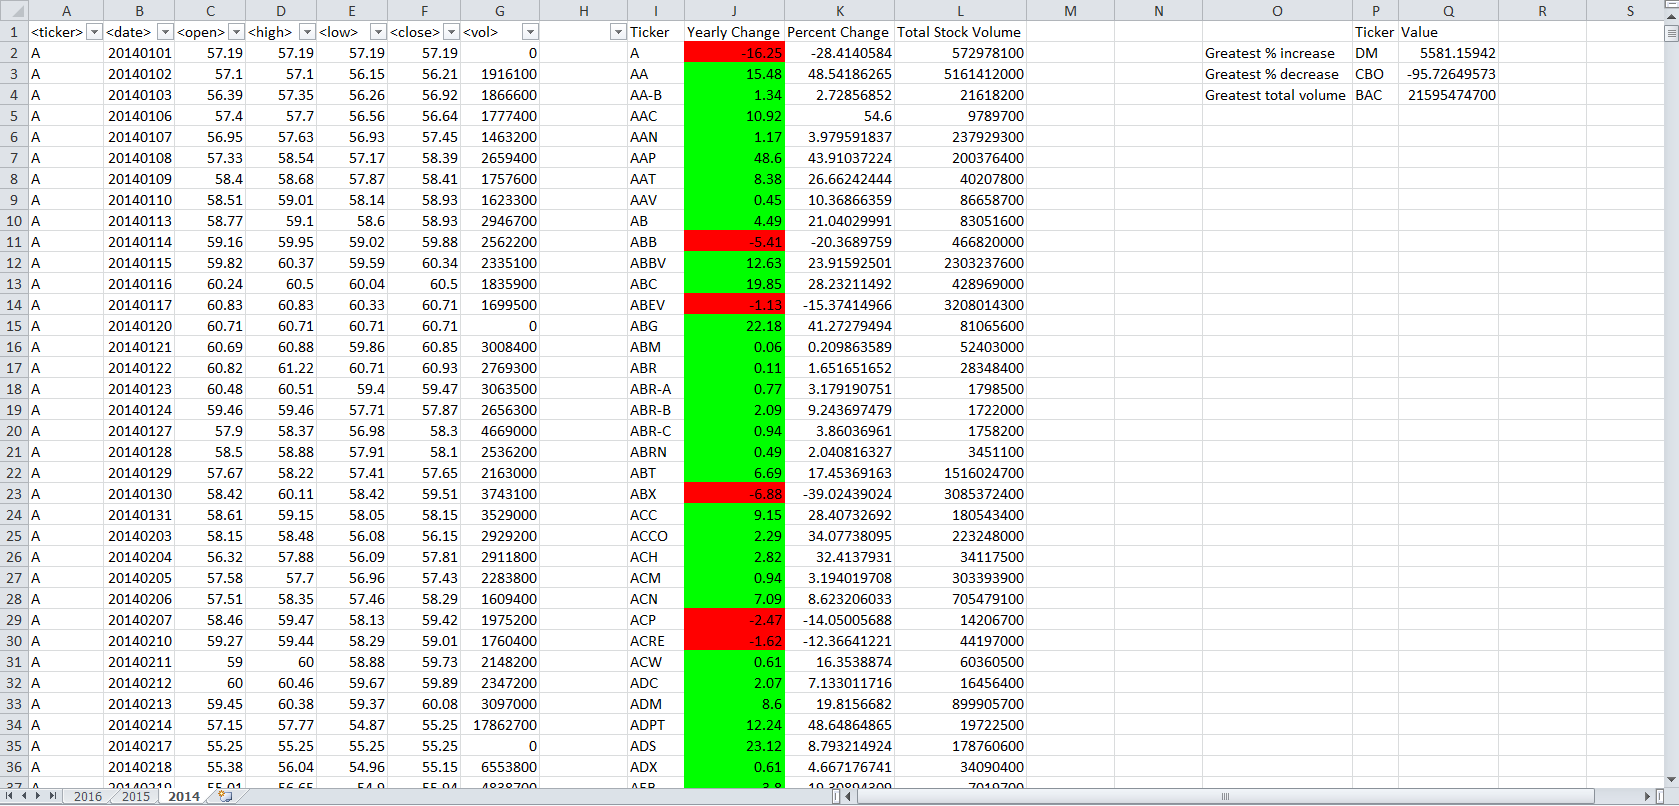 A B C D E F G H I J K L M N O P Q R S
1 <ticker> <date> <open> <high> <low> <close> <vol> Ticker Yearly Change Percent Change Total Stock Volume Ticker Value
2 A 20140101 57.19 57.19 57.19 57.19 0 A -16.25 -28.4140584 572978100 Greatest % increase DM 5581.15942
3 A 20140102 57.1 57.1 56.15 56.21 1916100 AA 15.48 48.54186265 5161412000 Greatest % decrease CBO -95.72649573
4 A 20140103 56.39 57.35 56.26 56.92 1866600 AA-B 1.34 2.72856852 21618200 Greatest total volume BAC 21595474700
5 A 20140106 57.4 57.7 56.56 56.64 1777400 AAC 10.92 54.6 9789700
6 A 20140107 56.95 57.63 56.93 57.45 1463200 AAN 1.17 3.979591837 237929300
7 A 20140108 57.33 58.54 57.17 58.39 2659400 AAP 48.6 43.91037224 200376400
8 A 20140109 58.4 58.68 57.87 58.41 1757600 AAT 8.38 26.66242444 40207800
9 A 20140110 58.51 59.01 58.14 58.93 1623300 AAV 0.45 10.36866359 86658700
10 A 20140113 58.77 59.1 58.6 58.93 2946700 AB 4.49 21.04029991 83051600
11 A 20140114 59.16 59.95 59.02 59.88 2562200 ABB -5.41 -20.3689759 466820000
12 A 20140115 59.82 60.37 59.59 60.34 2335100 ABBV 12.63 23.91592501 2303237600
13 A 20140116 60.24 60.5 60.04 60.5 1835900 ABC 19.85 28.23211492 428969000
14 A 20140117 60.83 60.83 60.33 60.71 1699500 ABEV -1.13 -15.37414966 3208014300
15 A 20140120 60.71 60.71 60.71 60.71 0 ABG 22.18 41.27279494 81065600
16 A 20140121 60.69 60.88 59.86 60.85 3008400 ABM 0.06 0.209863589 52403000
17 A 20140122 60.82 61.22 60.71 60.93 2769300 ABR 0.11 1.651651652 28348400
18 A 20140123 60.48 60.51 59.4 59.47 3063500 ABR-A 0.77 3.179190751 1798500
19 A 20140124 59.46 59.46 57.71 57.87 2656300 ABR-B 2.09 9.243697479 1722000
20 A 20140127 57.9 58.37 56.98 58.3 4669000 ABR-C 0.94 3.86036961 1758200
21 A 20140128 58.5 58.88 57.91 58.1 2536200 ABRN 0.49 2.040816327 3451100
22 A 20140129 57.67 58.22 57.41 57.65 2163000 ABT 6.69 17.45369163 1516024700
23 A 20140130 58.42 60.11 58.42 59.51 3743100 ABX -6.88 -39.02439024 3085372400
24 A 20140131 58.61 59.15 58.05 58.15 3529000 ACC 9.15 28.40732692 180543400
25 A 20140203 58.15 58.48 56.08 56.15 2929200 ACCO 2.29 34.07738095 223248000
26 A 20140204 56.32 57.88 56.09 57.81 2911800 ACH 2.82 32.4137931 34117500
27 A 20140205 57.58 57.7 56.96 57.43 2283800 ACM 0.94 3.194019708 303393900
28 A 20140206 57.51 58.35 57.46 58.29 1609400 ACN 7.09 8.623206033 705479100
29 A 20140207 58.46 59.47 58.13 59.42 1975200 ACP -2.47 -14.05005688 14206700
30 A 20140210 59.27 59.44 58.29 59.01 1760400 ACRE -1.62 -12.36641221 44197000
31 A 20140211 59 60 58.88 59.73 2148200 ACW 0.61 16.3538874 60360500
32 A 20140212 60 60.46 59.67 59.89 2347200 ADC 2.07 7.133011716 16456400
33 A 20140213 59.45 60.38 59.37 60.08 3097000 ADM 8.6 19.8156682 899905700
34 A 20140214 57.15 57.77 54.87 55.25 17862700 ADPT 12.24 48.64864865 19722500
35 A 20140217 55.25 55.25 55.25 55.25 0 ADS 23.12 8.793214924 178760600
36 A 20140218 55.38 56.04 54.96 55.15 6553800 ADX 0.61 4.667176741 34090400
2016 2015 2014